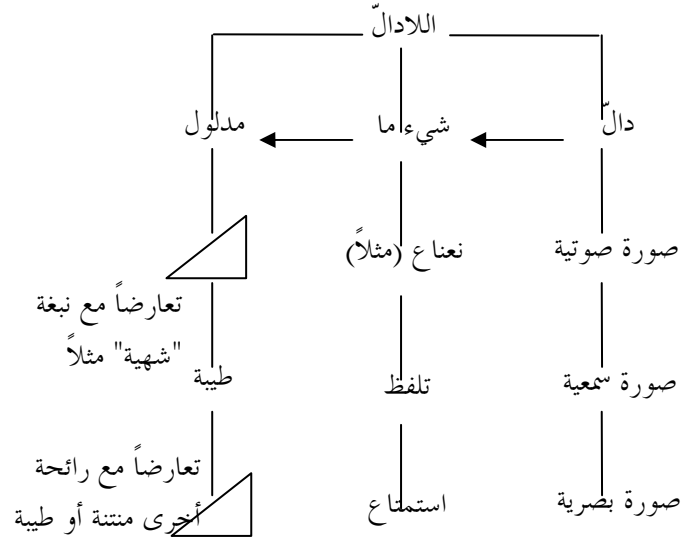 اللادالّ
دالّ
شيء ما
مدلول
صورة صوتية
نعناع (مثلاً)
تعارضاً مع نبغة
"شهية" مثلاً
صورة سمعية
تلفظ
طيبة
تعارضاً مع رائحة
أخرى منتنة أو طيبة
صورة بصرية
استمتاع